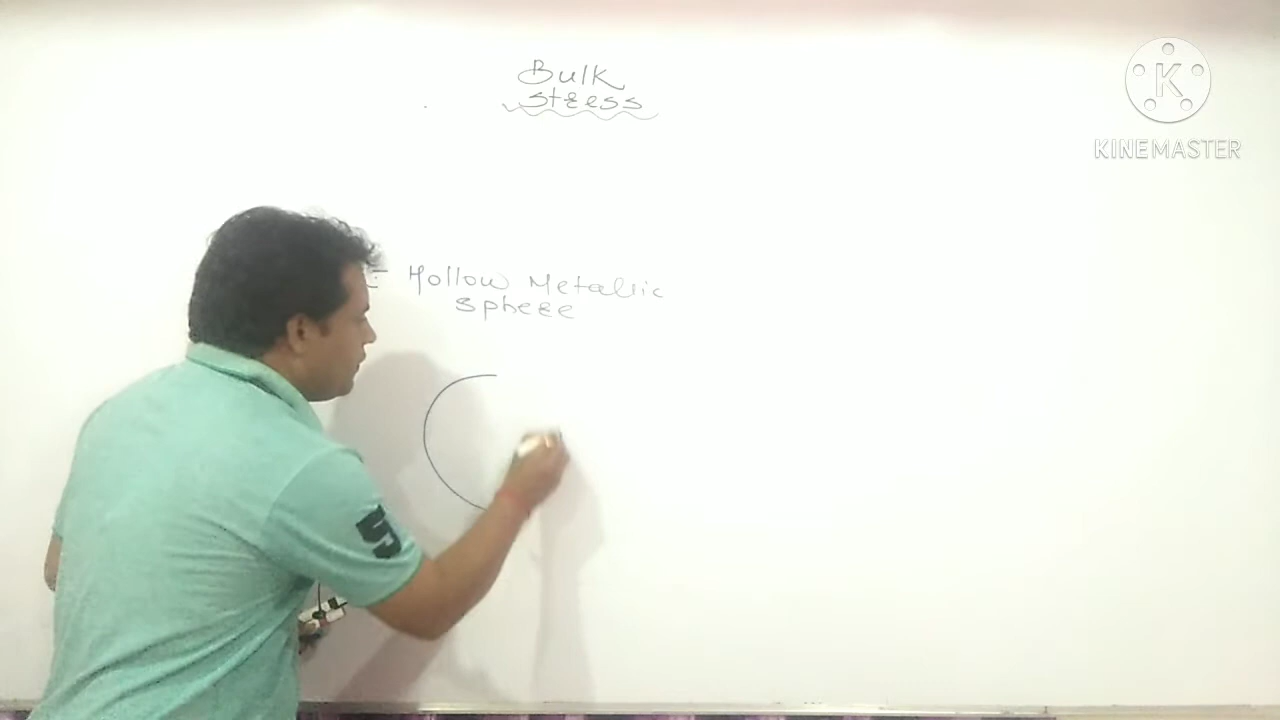 Bulk
stress
:- Hollow Metallic
sphere
K
KINEMASTER